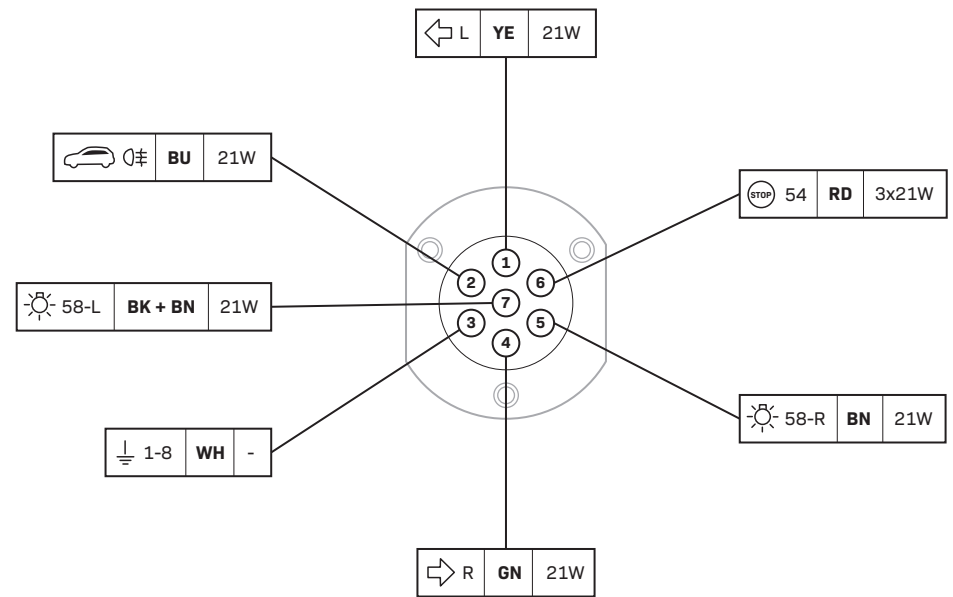 L YE 21W
BU 21W
STOP 54 RD 3x21W
1
2
6
7
58-L BK + BN 21W
3
5
4
58-R BN 21W
1-8 WH -
R GN 21W